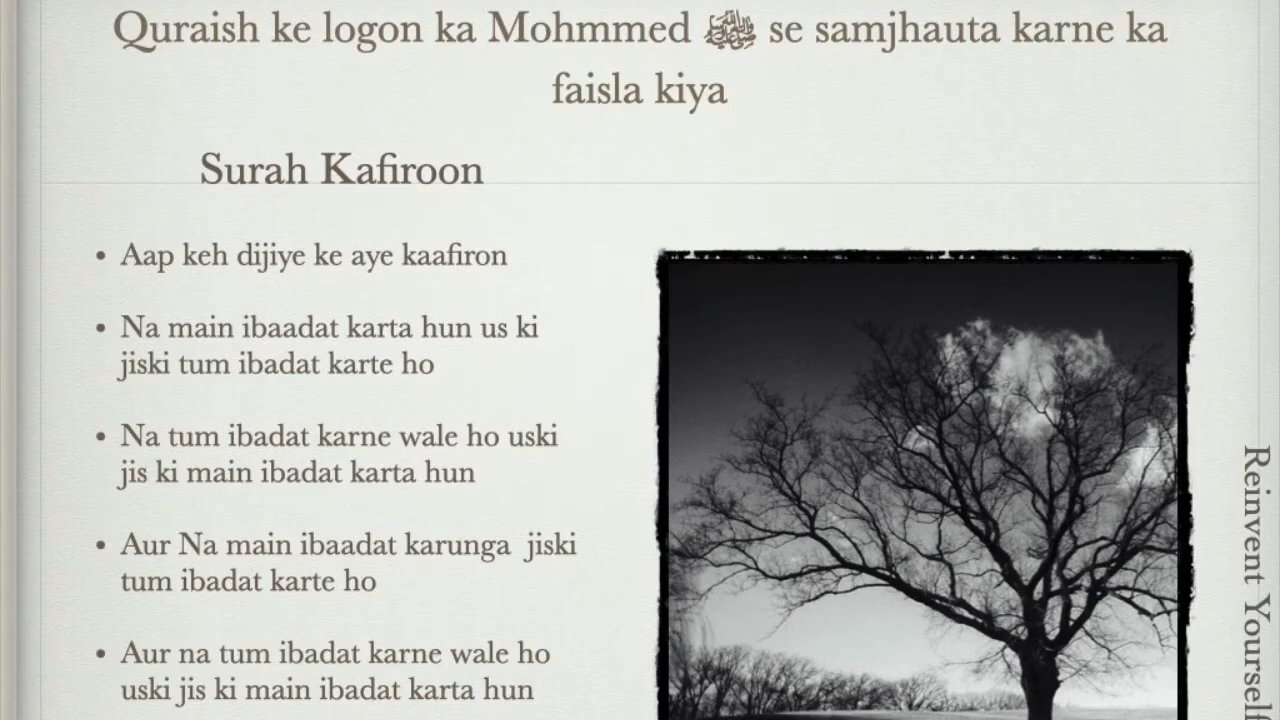 Quraish ke logon ka Mohmmed ﷺ se samjhauta karne ka
faisla kiya
Surah Kafiroon
• Aap keh dijiye ke aye kaafiron
• Na main ibaadat karta hun us ki
jiski tum ibadat karte ho
• Na tum ibadat karne wale ho uski
jis ki main ibadat karta hun
• Aur Na main ibaadat karunga jiski
tum ibadat karte ho
• Aur na tum ibadat karne wale ho
uski jis ki main ibadat karta hun
Reinvent Yourself